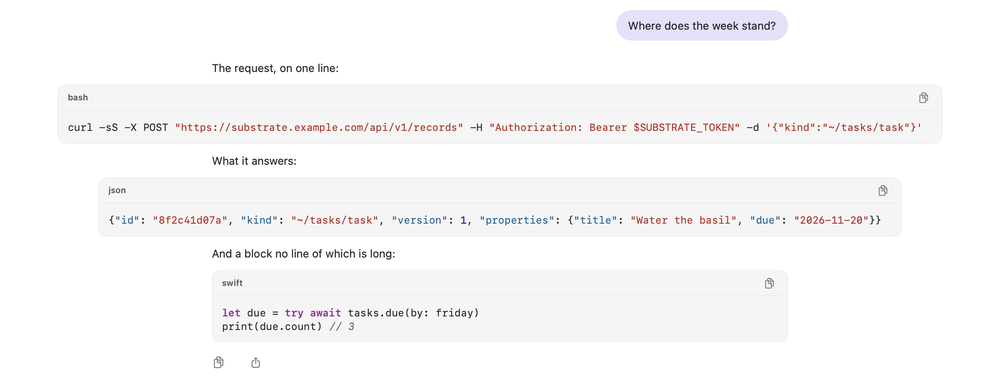 Where does the week stand?
The request, on one line:
bash
curl -sS -X POST "https://substrate.example.com/api/v1/records" -H "Authorization: Bearer $SUBSTRATE_TOKEN" -d '{"kind":"~/tasks/task"}'
What it answers:
json
{"id": "8f2c41d07a", "kind": "~/tasks/task", "version": 1, "properties": {"title": "Water the basil", "due": "2026-11-20"}}
And a block no line of which is long:
swift
let due = try await tasks.due(by: friday)
print(due.count) // 3